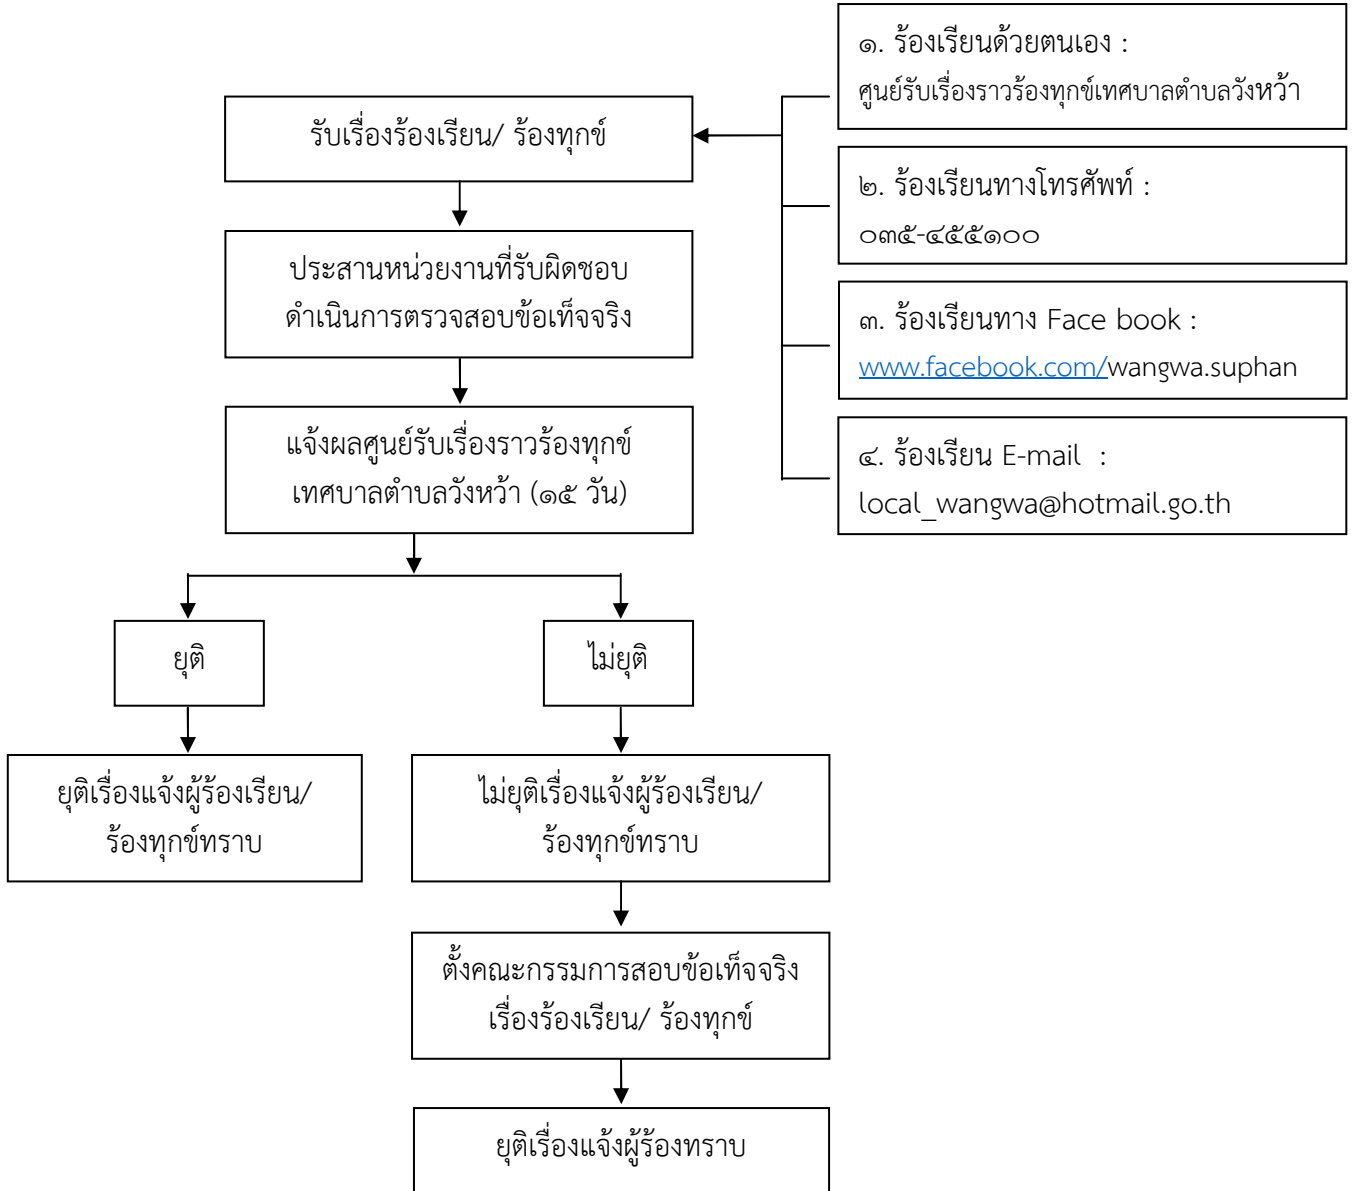 ๑. ร้องเรียนด้วยตนเอง :
ศูนย์รับเรื่องราวร้องทุกข์เทศบาลตำบลวังหว้า
รับเรื่องร้องเรียน/ ร้องทุกข์
๒. ร้องเรียนทางโทรศัพท์ :
๐๓๕-๔๕๕๑๐๐
ประสานหน่วยงานที่รับผิดชอบ
ดำเนินการตรวจสอบข้อเท็จจริง
๓. ร้องเรียนทาง Face book :
www.facebook.com/wangwa.suphan
แจ้งผลศูนย์รับเรื่องราวร้องทุกข์
เทศบาลตำบลวังหว้า (๑๕ วัน)
๔. ร้องเรียน E-mail :
local_wangwa@hotmail.go.th
ยุติ
ไม่ยุติ
ยุติเรื่องแจ้งผู้ร้องเรียน/
ร้องทุกข์ทราบ
ไม่ยุติเรื่องแจ้งผู้ร้องเรียน/
ร้องทุกข์ทราบ
ตั้งคณะกรรมการสอบข้อเท็จจริง
เรื่องร้องเรียน/ ร้องทุกข์
ยุติเรื่องแจ้งผู้ร้องทราบ